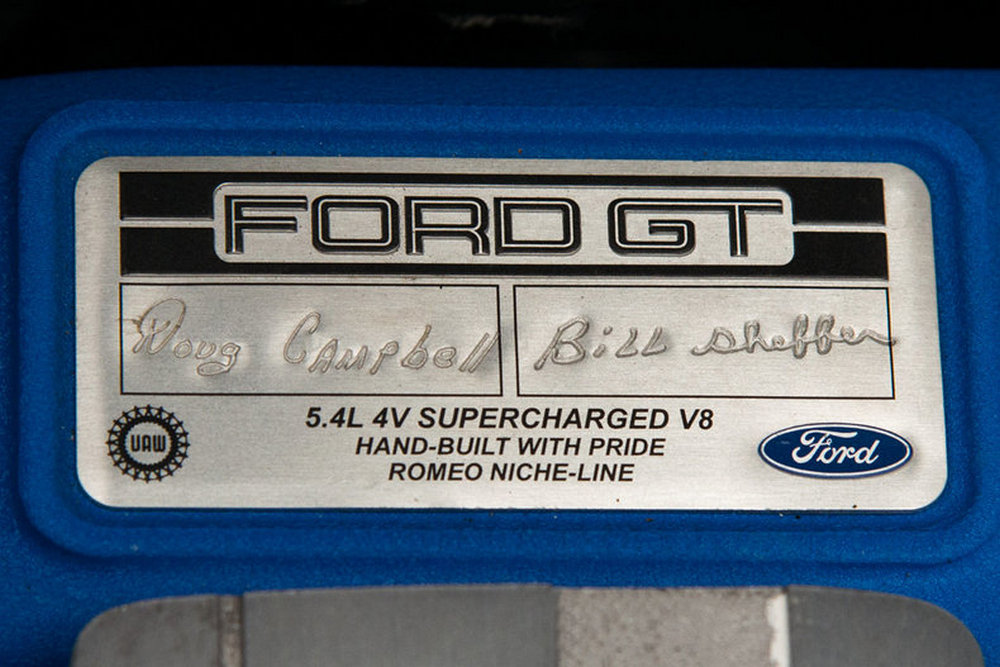 FORD GT
Doug Campbell Bill Sheffer
5.4L 4V SUPERCHARGED V8
HAND-BUILT WITH PRIDE
ROMEO NICHE-LINE
UAW
Ford